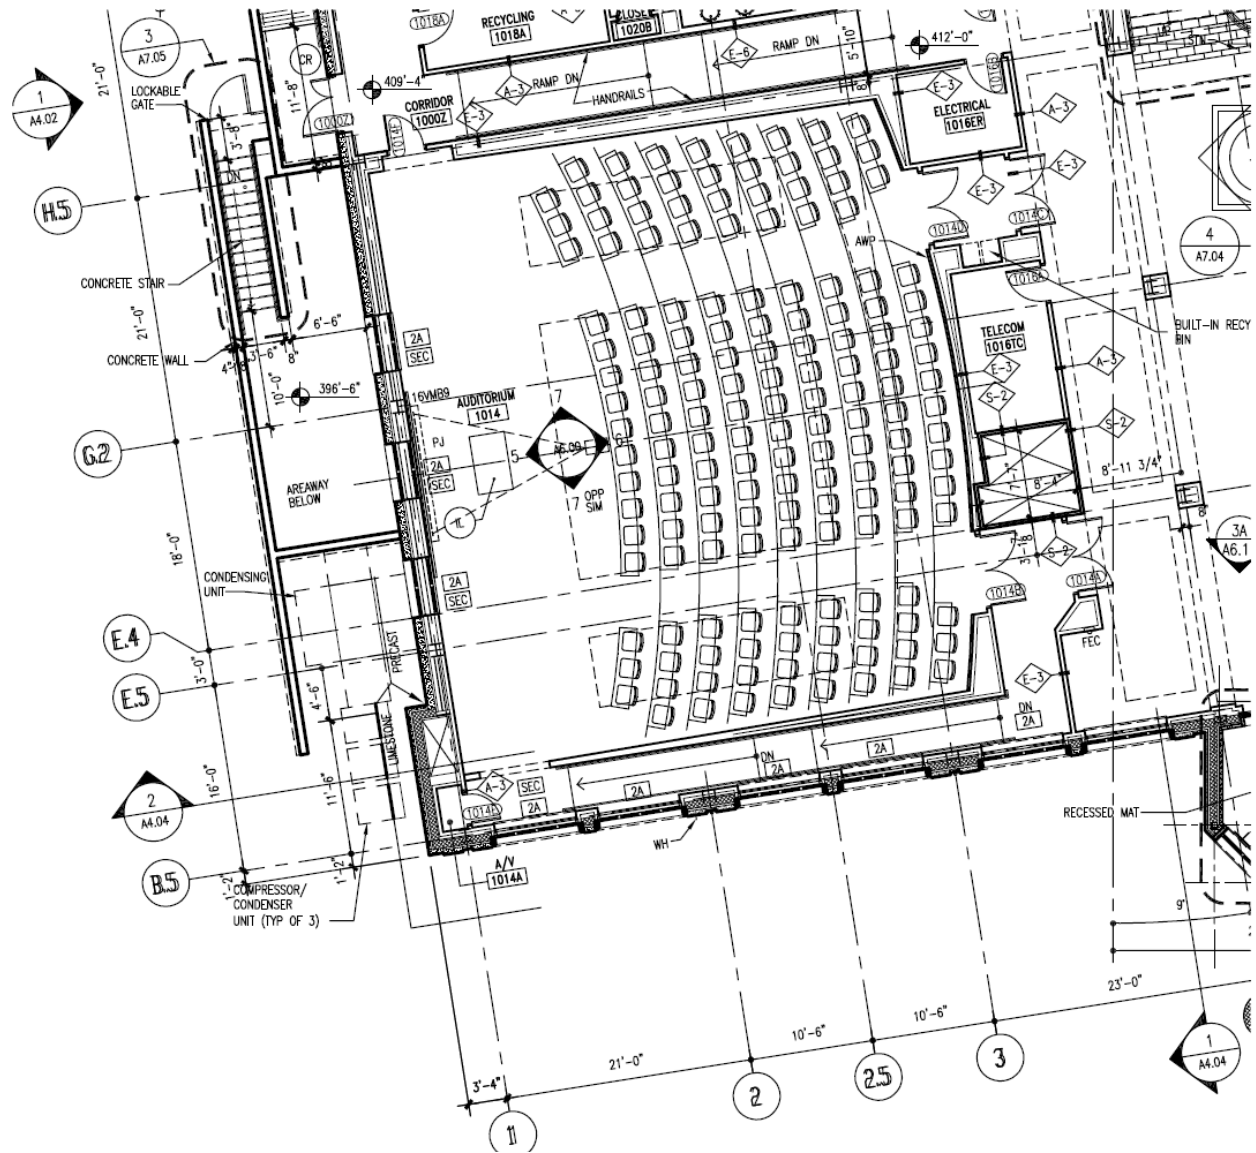 3
A7.05
21'-0"
1
A4.02
LOCKABLE
GATE
CR
11'-8"
409'-4"
1018A
RECYCLING
1018A
1020B
E-6
RAMP DN
RAMP DN
5'-10"
412'-0"
HANDRAILS
A-3
CORRIDOR
1000Z
E-3
1000Z
E-3
ELECTRICAL
1016ER
A-3
3'-8"
DN
H.5
E-3
E-3
1014D
1014C
AWP
4
A7.04
CONCRETE STAIR
21'-0"
1016A
TELECOM
1016TC
BUILT-IN RECY
BIN
CONCRETE WALL
6'-6"
8"
10'-0"
396'-6"
2A
SEC
E-3
A-3
S-2
16VMB9
AUDITORIUM
1014
7
PJ
A6.09
6
5
2A
SEC
7 OPP
SIM
S-2
G.2
AREAWAY
BELOW
8'-4"
8'-11 3/4"
18'-0"
3A
A6.1
S-2
CONDENSING
UNIT
2A
SEC
1014B
1014A
FEC
E.4
3'-0"
E.5
4'-6"
PRECAST
LIMESTONE
E-3
DN
2A
2A
DN
2A
2A
16'-0"
11'-6"
2
A4.04
A-3
SEC
2A
1014A
WH
RECESSED MAT
B.5
1'-2"
1'-2"
A/V
1014A
COMPRESSOR/
CONDENSER
UNIT (TYP OF 3)
9'
23'-0"
10'-6"
10'-6"
21'-0"
3'-4"
1
2
2.5
3
1
A4.04